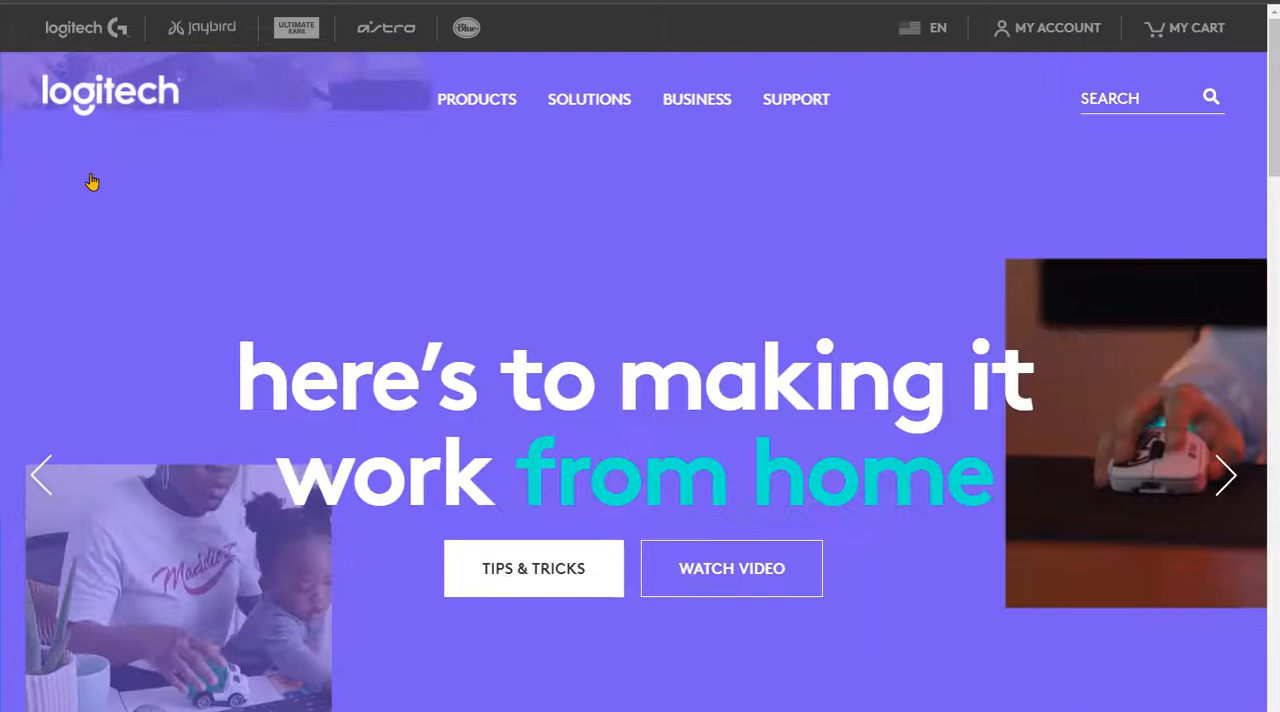 logitech G
Jaybird
ULTIMATE
EARS
ASTRO
Blue
EN
MY ACCOUNT
MY CART
logitech
PRODUCTS
SOLUTIONS
BUSINESS
SUPPORT
SEARCH
here's to making it
work from home
TIPS & TRICKS
WATCH VIDEO